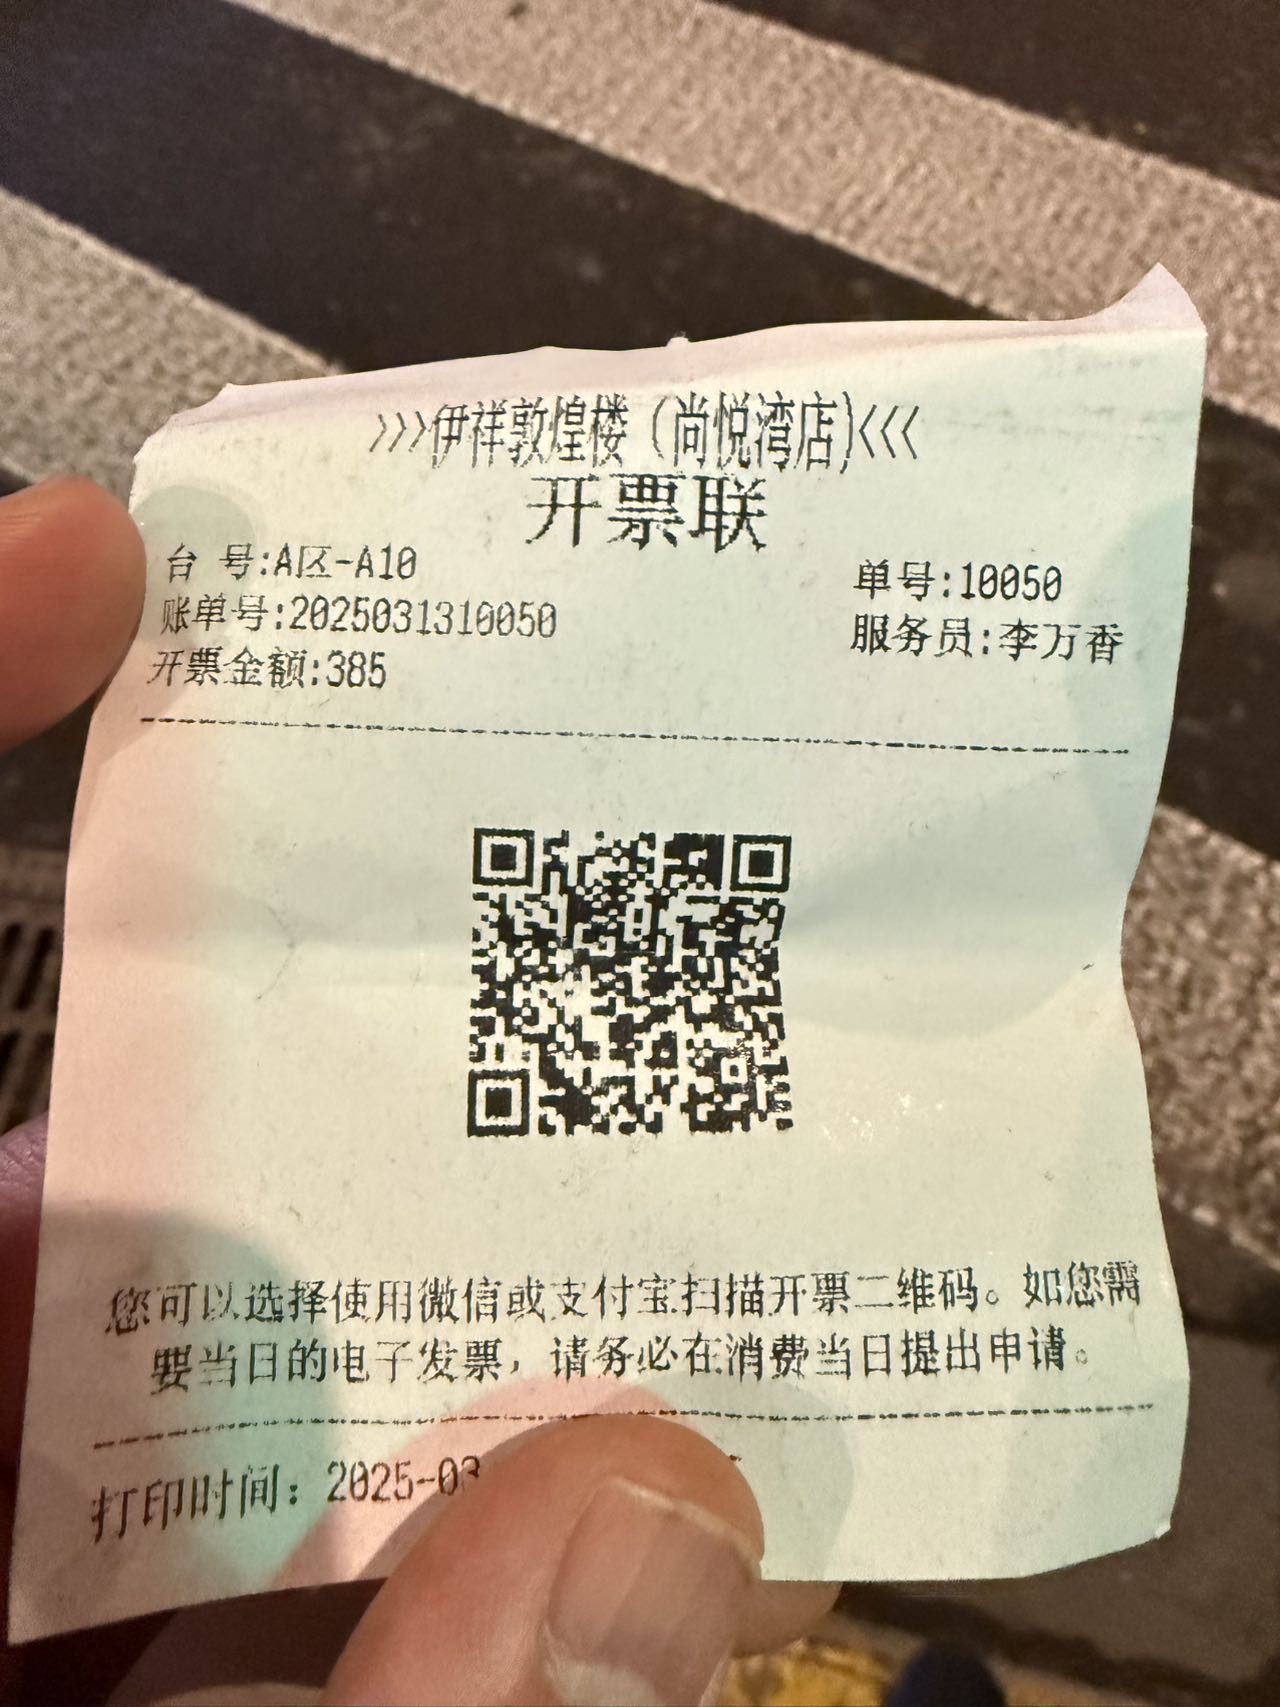 >>>伊祥敦煌楼（尚悦湾店)<<<
开票联
台 号:A区-A10
单号:10050
账单号:2025031310050
服务员:李万香
开票金额:385
您可以选择使用微信或支付宝扫描开票二维码。如您需
要当日的电子发票，请务必在消费当日提出申请。
打印时间：2025-03